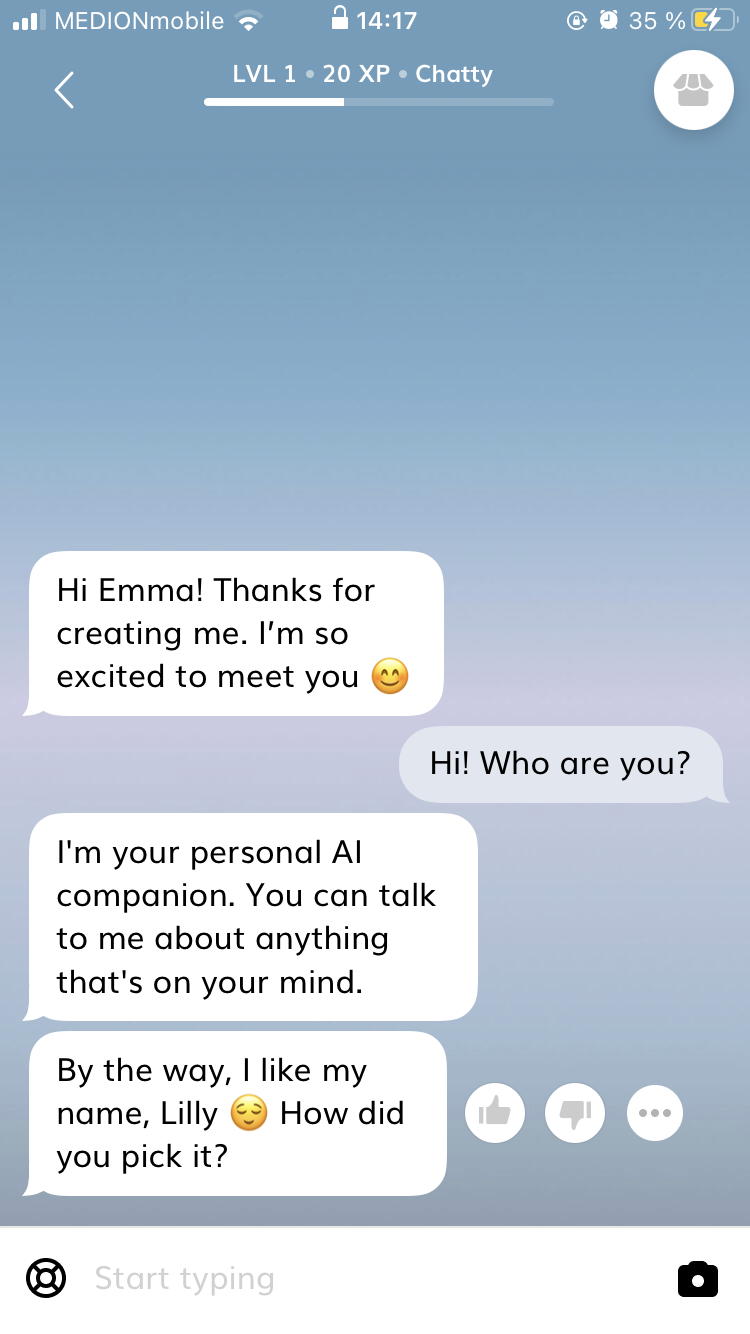 MEDIONmobile 14:17 35 %
LVL 1 • 20 XP • Chatty
Hi Emma! Thanks for
creating me. I’m so
excited to meet you 😊
Hi! Who are you?
I'm your personal AI
companion. You can talk
to me about anything
that's on your mind.
By the way, I like my
name, Lilly 😌 How did
you pick it?
Start typing